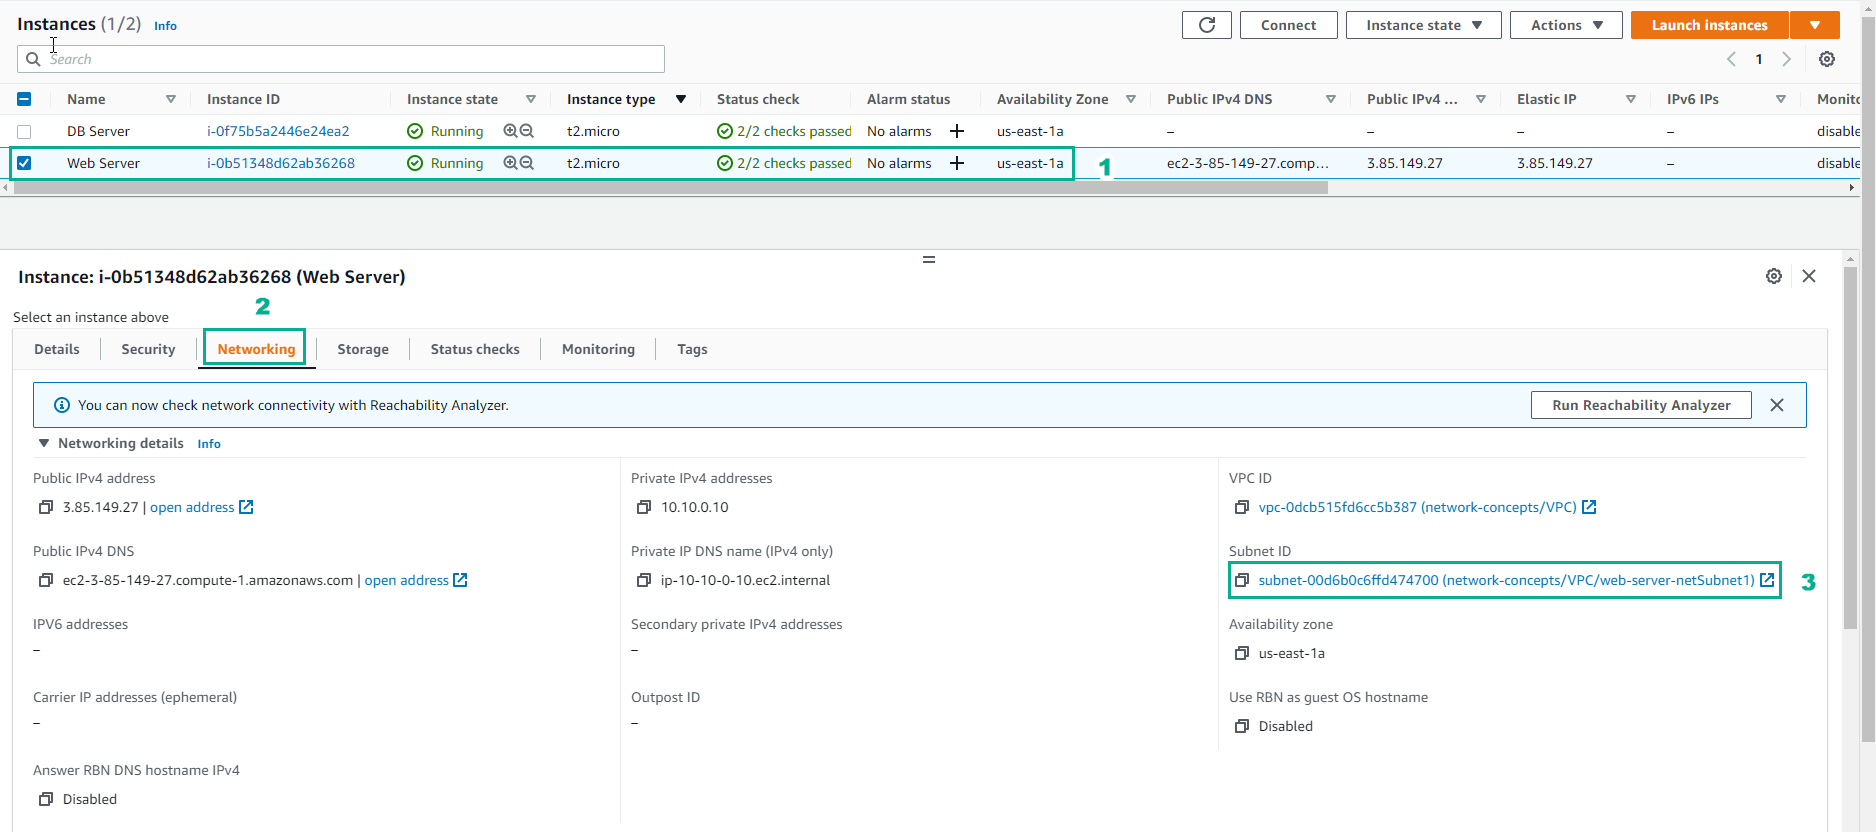 Instances (1/2) Info
Connect Instance state Actions Launch instances
Search
1
Name Instance ID Instance state Instance type Status check Alarm status Availability Zone Public IPv4 DNS Public IPv4 ... Elastic IP IPv6 IPs Monito
DB Server i-0f75b5a2446e24ea2 Running t2.micro 2/2 checks passed No alarms + us-east-1a – – – – disable
Web Server i-0b51348d62ab36268 Running t2.micro 2/2 checks passed No alarms + us-east-1a 1 ec2-3-85-149-27.comp... 3.85.149.27 3.85.149.27 – disable
Instance: i-0b51348d62ab36268 (Web Server)
2
Select an instance above
Details Security Networking Storage Status checks Monitoring Tags
You can now check network connectivity with Reachability Analyzer. Run Reachability Analyzer
Networking details Info
Public IPv4 address
3.85.149.27 | open address
Public IPv4 DNS
ec2-3-85-149-27.compute-1.amazonaws.com | open address
IPV6 addresses
–
Carrier IP addresses (ephemeral)
–
Answer RBN DNS hostname IPv4
Disabled
Private IPv4 addresses
10.10.0.10
Private IP DNS name (IPv4 only)
ip-10-10-0-10.ec2.internal
Secondary private IPv4 addresses
–
Outpost ID
–
VPC ID
vpc-0dcb515fd6cc5b387 (network-concepts/VPC)
Subnet ID
subnet-00d6b0c6ffd474700 (network-concepts/VPC/web-server-netSubnet1) 3
Availability zone
us-east-1a
Use RBN as guest OS hostname
Disabled